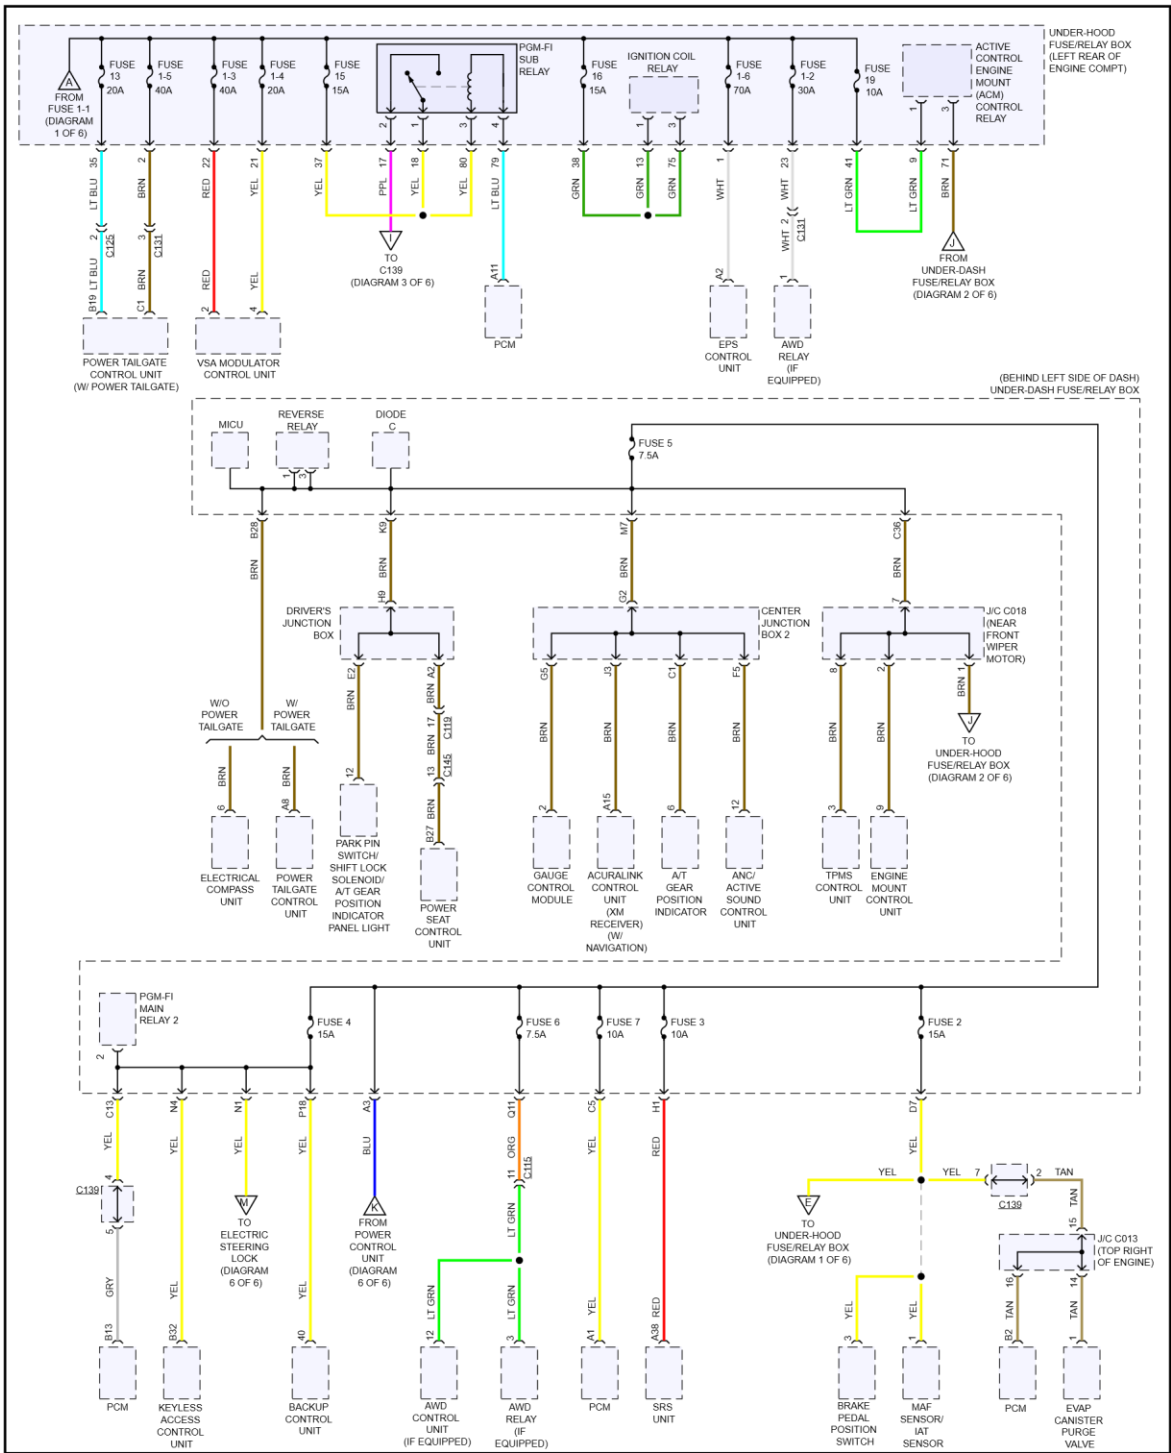 UNDER-HOOD
FUSE/RELAY BOX
(LEFT REAR OF
ENGINE COMPT)
A
FROM
FUSE 1-1
(DIAGRAM
1 OF 6)
FUSE
13
20A
FUSE
1-5
40A
FUSE
1-3
40A
FUSE
1-4
20A
FUSE
15
15A
PGM-FI
SUB
RELAY
2
1
3
4
FUSE
16
15A
IGNITION COIL
RELAY
1
3
FUSE
1-6
70A
FUSE
1-2
30A
FUSE
19
10A
ACTIVE
CONTROL
ENGINE
MOUNT
(ACM)
CONTROL
RELAY
1
3
35
2
22
21
37
17
18
80
79
38
13
75
1
23
41
9
71
LT BLU
BRN
RED
YEL
YEL
PPL
YEL
YEL
LT BLU
GRN
GRN
GRN
WHT
WHT
LT GRN
LT GRN
BRN
2
C125
3
C131
2
C131
LT BLU
BRN
RED
YEL
WHT
I
TO
C139
(DIAGRAM 3 OF 6)
J
FROM
UNDER-DASH
FUSE/RELAY BOX
(DIAGRAM 2 OF 6)
B19
C1
2
4
A11
A2
1
POWER TAILGATE
CONTROL UNIT
(W/ POWER TAILGATE)
VSA MODULATOR
CONTROL UNIT
PCM
EPS
CONTROL
UNIT
AWD
RELAY
(IF
EQUIPPED)
(BEHIND LEFT SIDE OF DASH)
UNDER-DASH FUSE/RELAY BOX
MICU
REVERSE
RELAY
1
3
DIODE
C
FUSE 5
7.5A
B28
K9
M7
C36
BRN
BRN
BRN
BRN
H9
G2
7
DRIVER'S
JUNCTION
BOX
CENTER
JUNCTION
BOX 2
J/C C018
(NEAR
FRONT
WIPER
MOTOR)
E2
A2
G5
J3
C1
F5
8
2
1
BRN
BRN
17
C119
BRN
13
C145
BRN
BRN
BRN
BRN
BRN
BRN
BRN
BRN
W/O
POWER
TAILGATE
W/
POWER
TAILGATE
BRN
BRN
J
TO
UNDER-HOOD
FUSE/RELAY BOX
(DIAGRAM 2 OF 6)
6
A8
12
B27
2
A15
6
12
3
9
ELECTRICAL
COMPASS
UNIT
POWER
TAILGATE
CONTROL
UNIT
PARK PIN
SWITCH/
SHIFT LOCK
SOLENOID/
A/T GEAR
POSITION
INDICATOR
PANEL LIGHT
POWER
SEAT
CONTROL
UNIT
GAUGE
CONTROL
MODULE
ACURALINK
CONTROL
UNIT
(XM
RECEIVER)
(W/
NAVIGATION)
A/T
GEAR
POSITION
INDICATOR
ANC/
ACTIVE
SOUND
CONTROL
UNIT
TPMS
CONTROL
UNIT
ENGINE
MOUNT
CONTROL
UNIT
PGM-FI
MAIN
RELAY 2
2
FUSE 4
15A
FUSE 6
7.5A
FUSE 7
10A
FUSE 3
10A
FUSE 2
15A
C13
N4
N1
P18
A3
Q11
C5
H1
D7
YEL
YEL
YEL
YEL
BLU
ORG
YEL
RED
YEL
4
C139
5
11
C115
M
TO
ELECTRIC
STEERING
LOCK
(DIAGRAM
6 OF 6)
K
FROM
POWER
CONTROL
UNIT
(DIAGRAM
6 OF 6)
LT GRN
YEL
YEL
7
2
TAN
C139
TAN
15
E
TO
UNDER-HOOD
FUSE/RELAY BOX
(DIAGRAM 1 OF 6)
J/C C013
(TOP RIGHT
OF ENGINE)
16
14
GRY
YEL
YEL
LT GRN
LT GRN
YEL
RED
YEL
YEL
TAN
TAN
B13
B32
40
12
3
A1
A38
3
1
B2
1
PCM
KEYLESS
ACCESS
CONTROL
UNIT
BACKUP
CONTROL
UNIT
AWD
CONTROL
UNIT
(IF EQUIPPED)
AWD
RELAY
(IF
EQUIPPED)
PCM
SRS
UNIT
BRAKE
PEDAL
POSITION
SWITCH
MAF
SENSOR/
IAT
SENSOR
PCM
EVAP
CANISTER
PURGE
VALVE